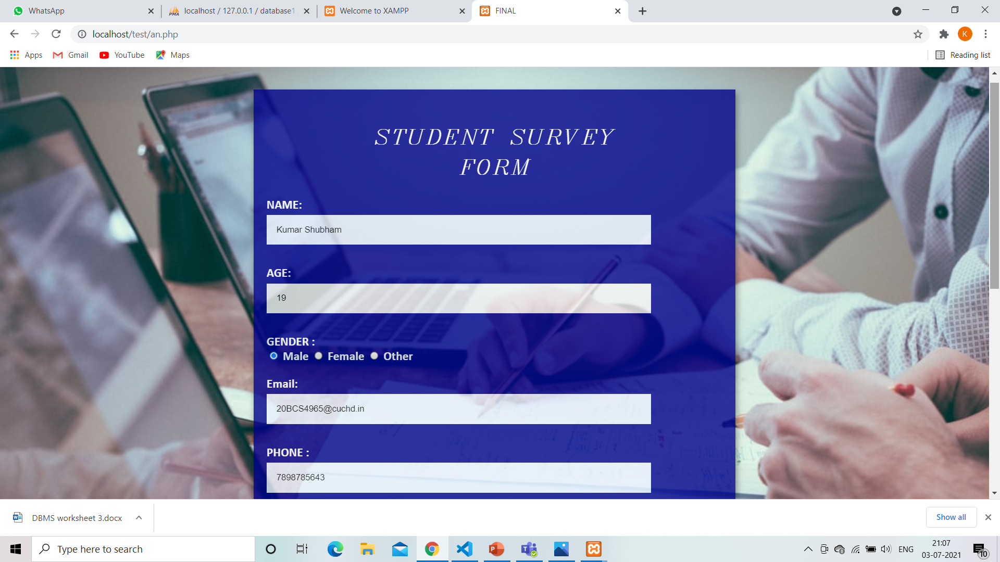 WhatsApp
localhost / 127.0.0.1 / database1
Welcome to XAMPP
FINAL
localhost/test/an.php
K
Apps
Gmail
YouTube
Maps
Reading list
STUDENT SURVEY
FORM
NAME:
Kumar Shubham
AGE:
19
GENDER :
Male Female Other
Email:
20BCS4965@cuchd.in
PHONE :
7898785643
DBMS worksheet 3.docx
Show all
Type here to search
ENG
21:07
03-07-2021
10